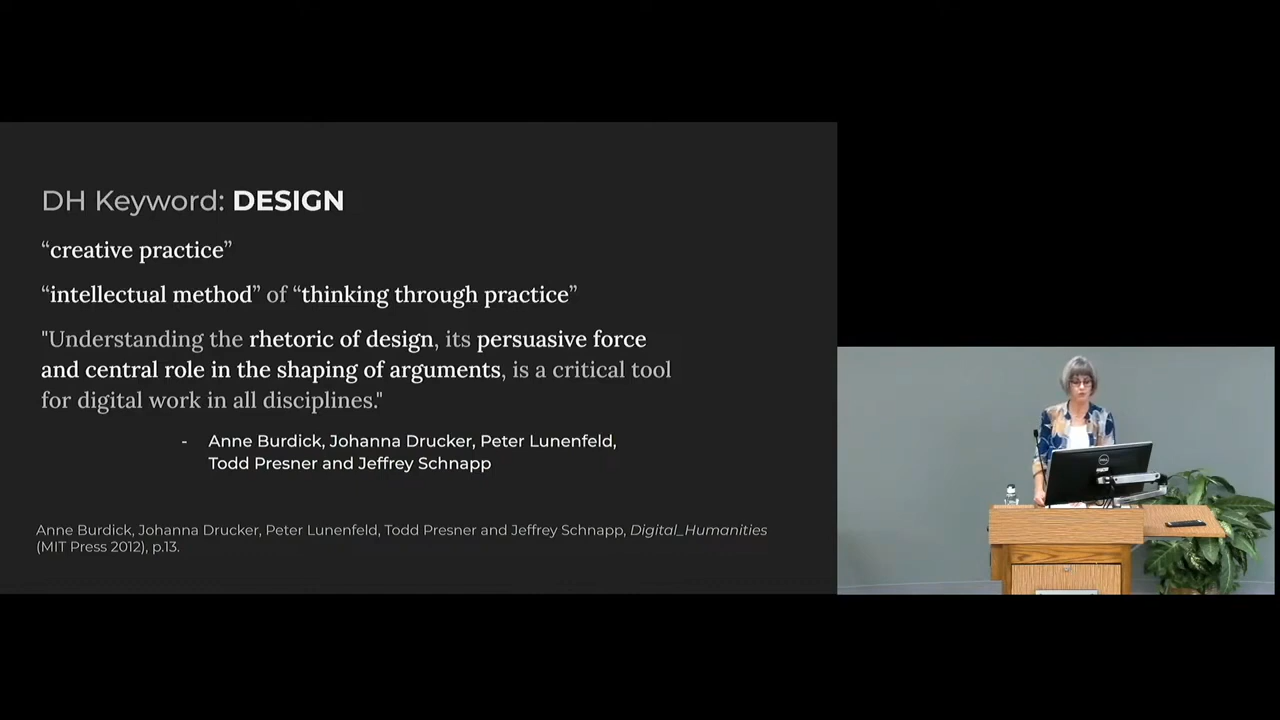 DH Keyword: DESIGN
“creative practice”
“intellectual method” of “thinking through practice”
"Understanding the rhetoric of design, its persuasive force
and central role in the shaping of arguments, is a critical tool
for digital work in all disciplines."
- Anne Burdick, Johanna Drucker, Peter Lunenfeld,
Todd Presner and Jeffrey Schnapp
Anne Burdick, Johanna Drucker, Peter Lunenfeld, Todd Presner and Jeffrey Schnapp, Digital_Humanities
(MIT Press 2012), p.13.
DELL